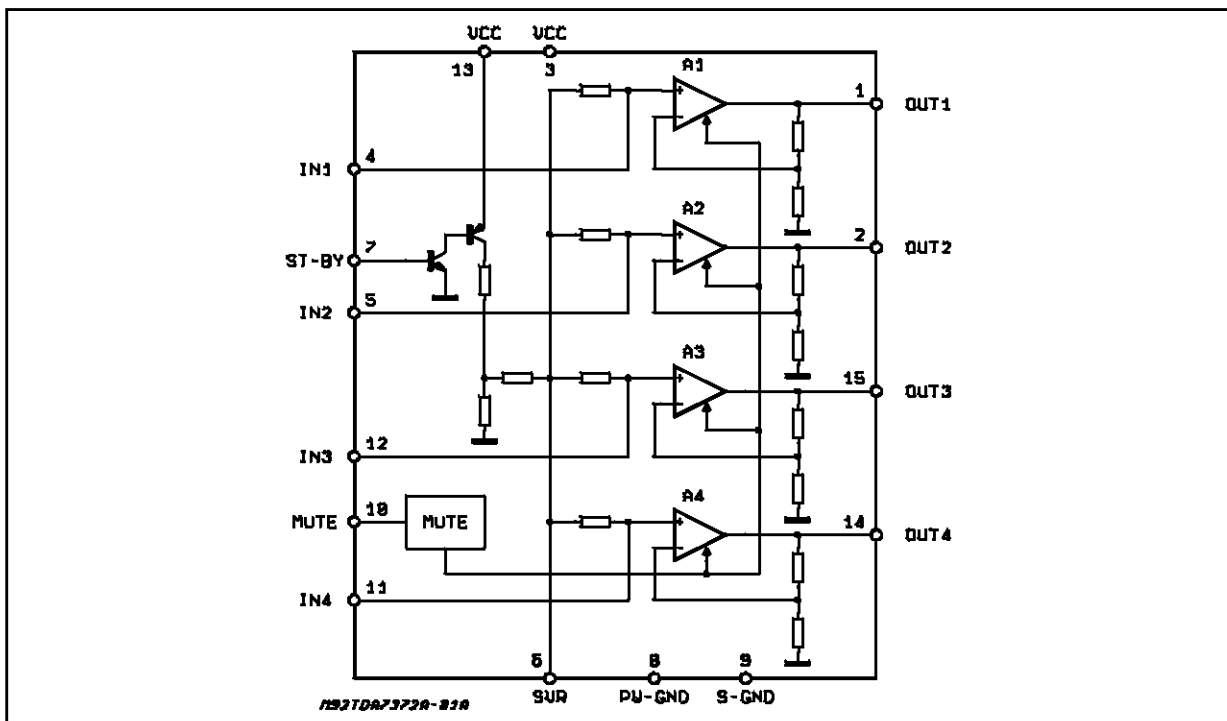 VCC VCC
13 3
A1
1 OUT1
4
IN1
A2
2 OUT2
7
ST-BY
5
IN2
A3
15 OUT3
12
IN3
A4
10
MUTE MUTE
14 OUT4
11
IN4
6 8 9
SVR PW-GND S-GND
M92TDA7372A-01A